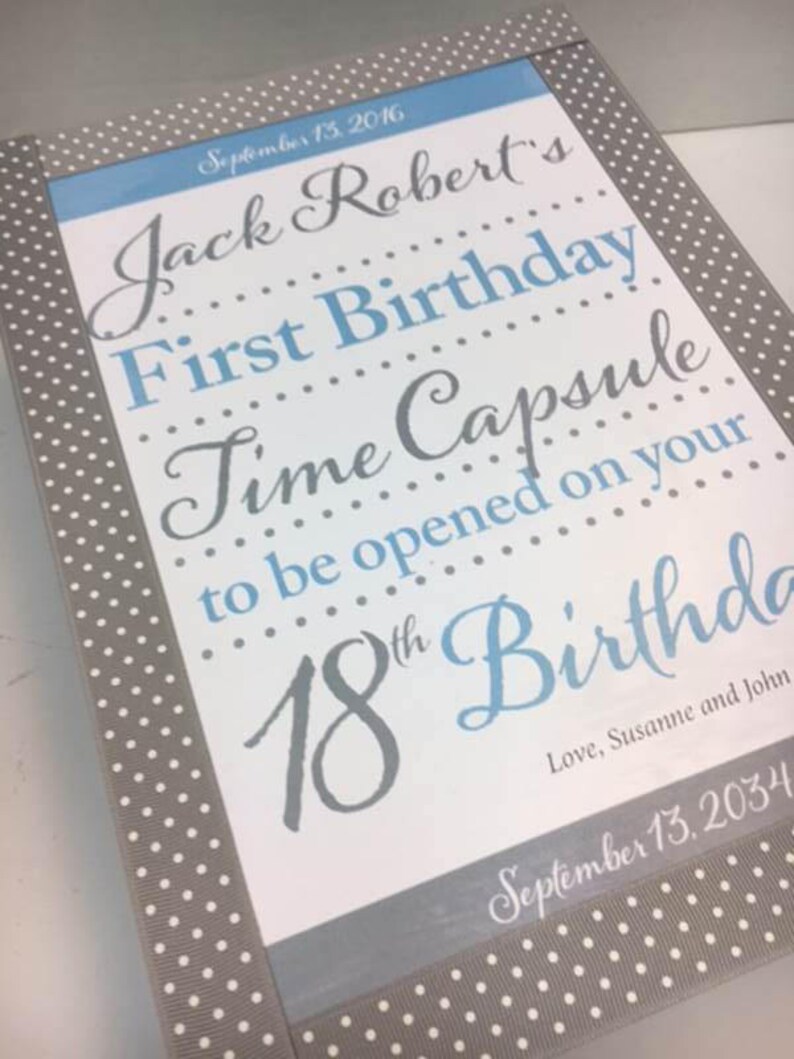 September 13, 2016
Jack Robert's
First Birthday
Time Capsule
to be opened on your
18th Birthda
Love, Susanne and John
September 13, 2034